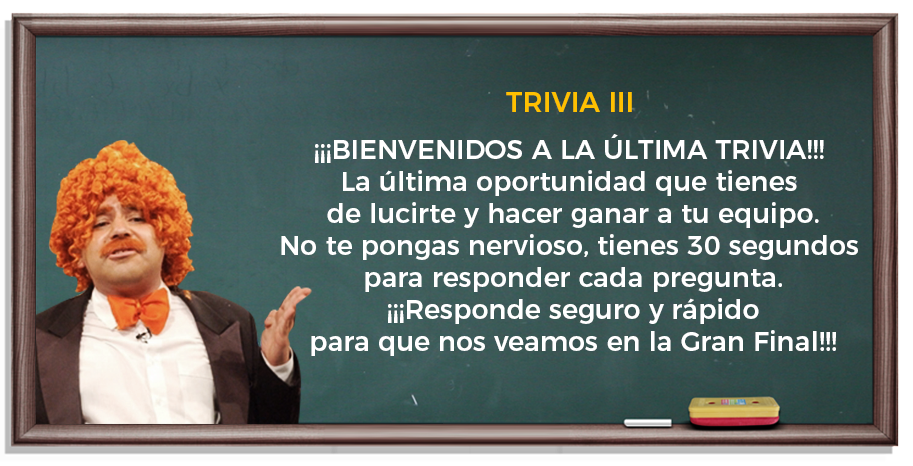 TRIVIA III
¡¡¡BIENVENIDOS A LA ÚLTIMA TRIVIA!!!
La última oportunidad que tienes
de lucirte y hacer ganar a tu equipo.
No te pongas nervioso, tienes 30 segundos
para responder cada pregunta.
¡¡¡Responde seguro y rápido
para que nos veamos en la Gran Final!!!